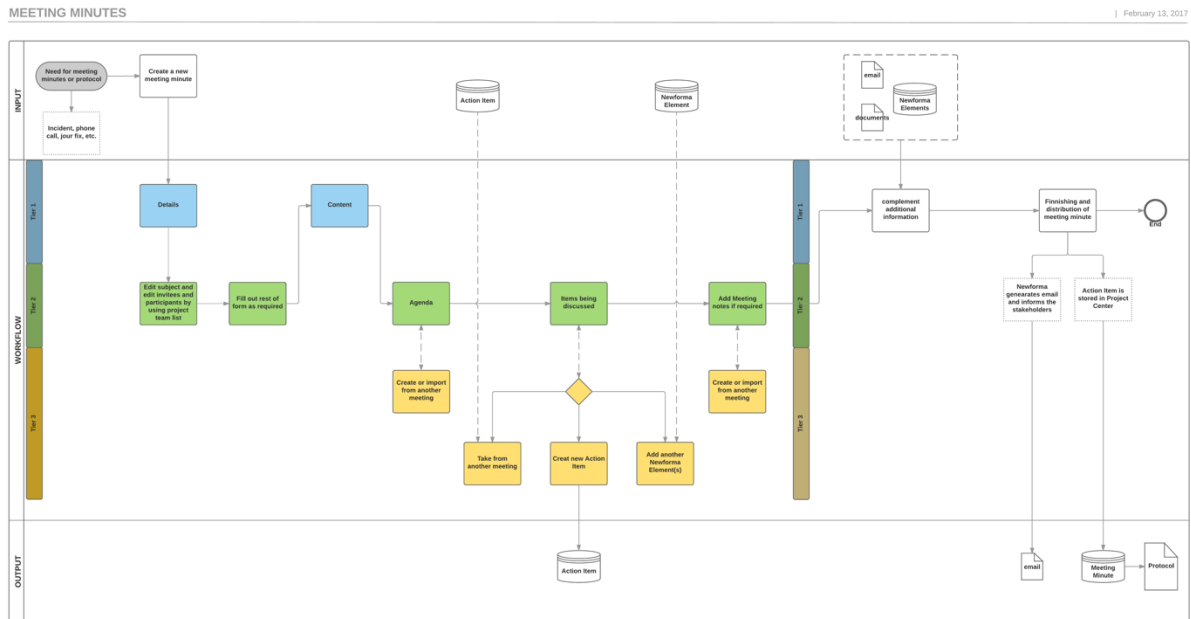 MEETING MINUTES
| February 13, 2017
INPUT
Need for meeting
minutes or protocol
Create a new
meeting minute
Incident, phone
call, jour fix, etc.
Action Item
Newforma
Element
email
documents
Newforma
Elements
WORKFLOW
Tier 1
Tier 2
Tier 3
Details
Content
Edit subject and
edit invitees and
participants by
using project
team list
Fill out rest of
form as required
Agenda
Items being
discussed
Add Meeting
notes if required
Create or import
from another
meeting
Create or import
from another
meeting
Take from
another meeting
Creat new Action
Item
Add another
Newforma
Element(s)
Tier 1
Tier 2
Tier 3
complement
additional
information
Finnishing and
distribution of
meeting minute
End
Newforma
genearates email
and informs the
stakeholders
Action Item is
stored in Project
Center
OUTPUT
Action Item
email
Meeting
Minute
Protocol